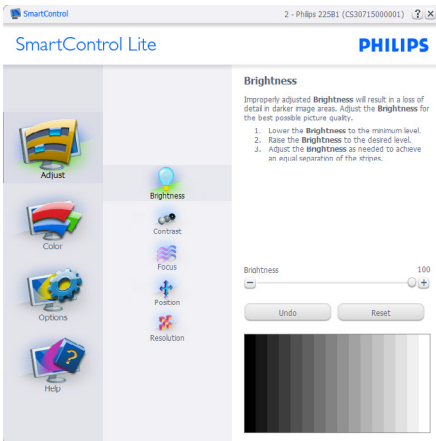 SmartControl
2 - Philips 225B1 (CS30715000001)
SmartControl Lite
PHILIPS
Adjust
Color
Options
Help
Brightness
Contrast
Focus
Position
Resolution
Brightness
Improperly adjusted Brightness will result in a loss of
detail in darker image areas. Adjust the Brightness for
the best possible picture quality.
1. Lower the Brightness to the minimum level.
2. Raise the Brightness to the desired level.
3. Adjust the Brightness as needed to achieve
an equal separation of the stripes.
Brightness 100
Undo Reset